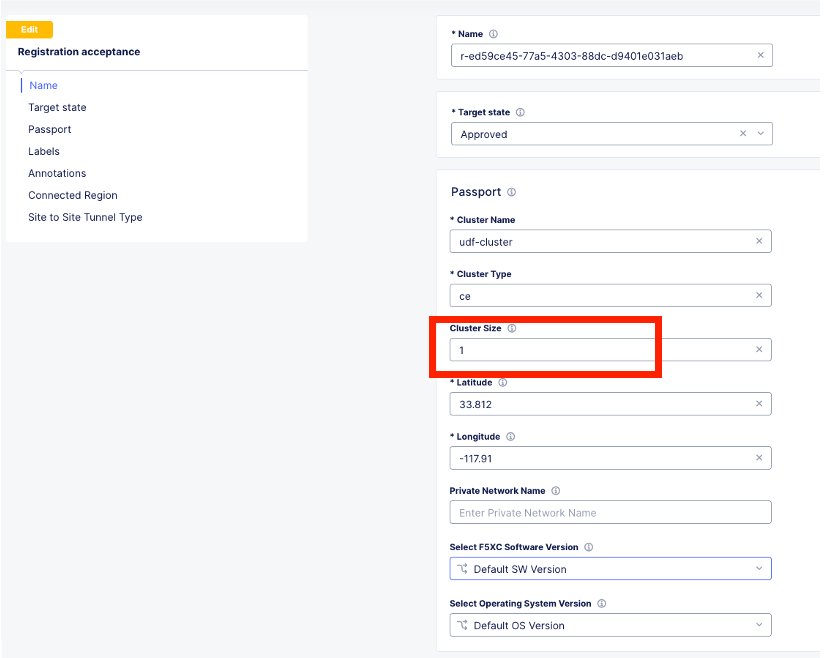 Edit
Registration acceptance
Name
Target state
Passport
Labels
Annotations
Connected Region
Site to Site Tunnel Type
* Name
r-ed59ce45-77a5-4303-88dc-d9401e031aeb
* Target state
Approved
Passport
* Cluster Name
udf-cluster
* Cluster Type
ce
Cluster Size
1
* Latitude
33.812
* Longitude
-117.91
Private Network Name
Enter Private Network Name
Select F5XC Software Version
Default SW Version
Select Operating System Version
Default OS Version